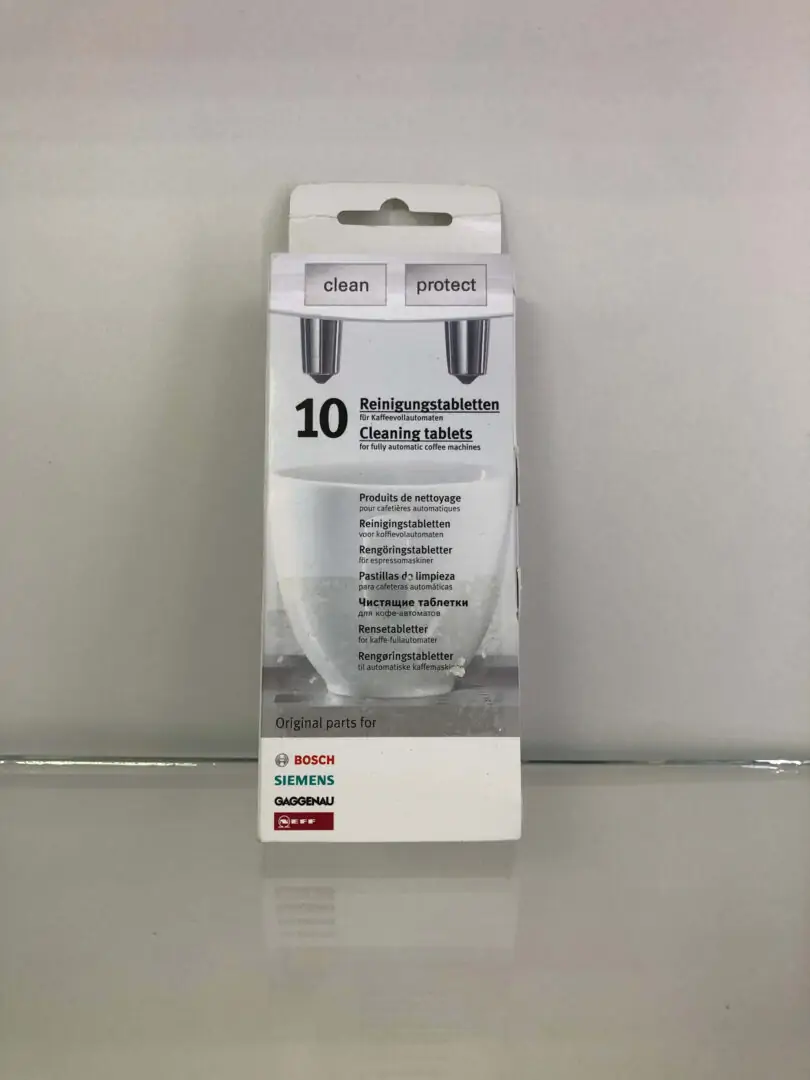 clean protect
10 Reinigungstabletten
für Kaffeevollautomaten
Cleaning tablets
for fully automatic coffee machines
Produits de nettoyage
pour cafetières automatiques
Reinigingstabletten
voor koffievolautomaten
Rengöringstabletter
för espressomaskiner
Pastillas de limpieza
para cafeteras automáticas
Чистящие таблетки
для кофе-автоматов
Rensetabletter
for kaffe-fullautomater
Rengøringstabletter
til automatiske kaffemaskiner
Original parts for
BOSCH
SIEMENS
GAGGENAU
NEFF